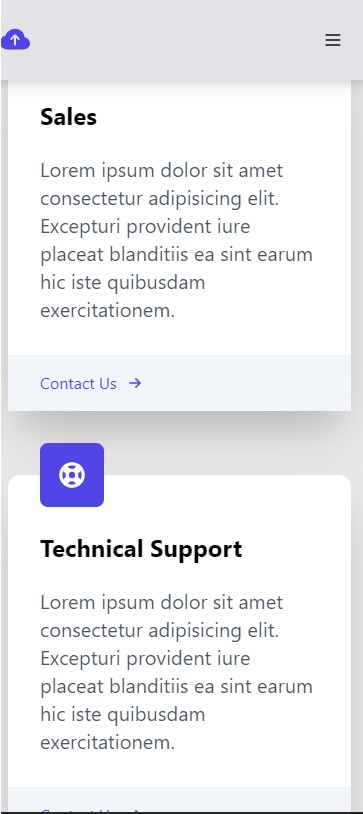 Sales
Lorem ipsum dolor sit amet
consectetur adipisicing elit.
Excepturi provident iure
placeat blanditiis ea sint earum
hic iste quibusdam
exercitationem.
Contact Us
Technical Support
Lorem ipsum dolor sit amet
consectetur adipisicing elit.
Excepturi provident iure
placeat blanditiis ea sint earum
hic iste quibusdam
exercitationem.